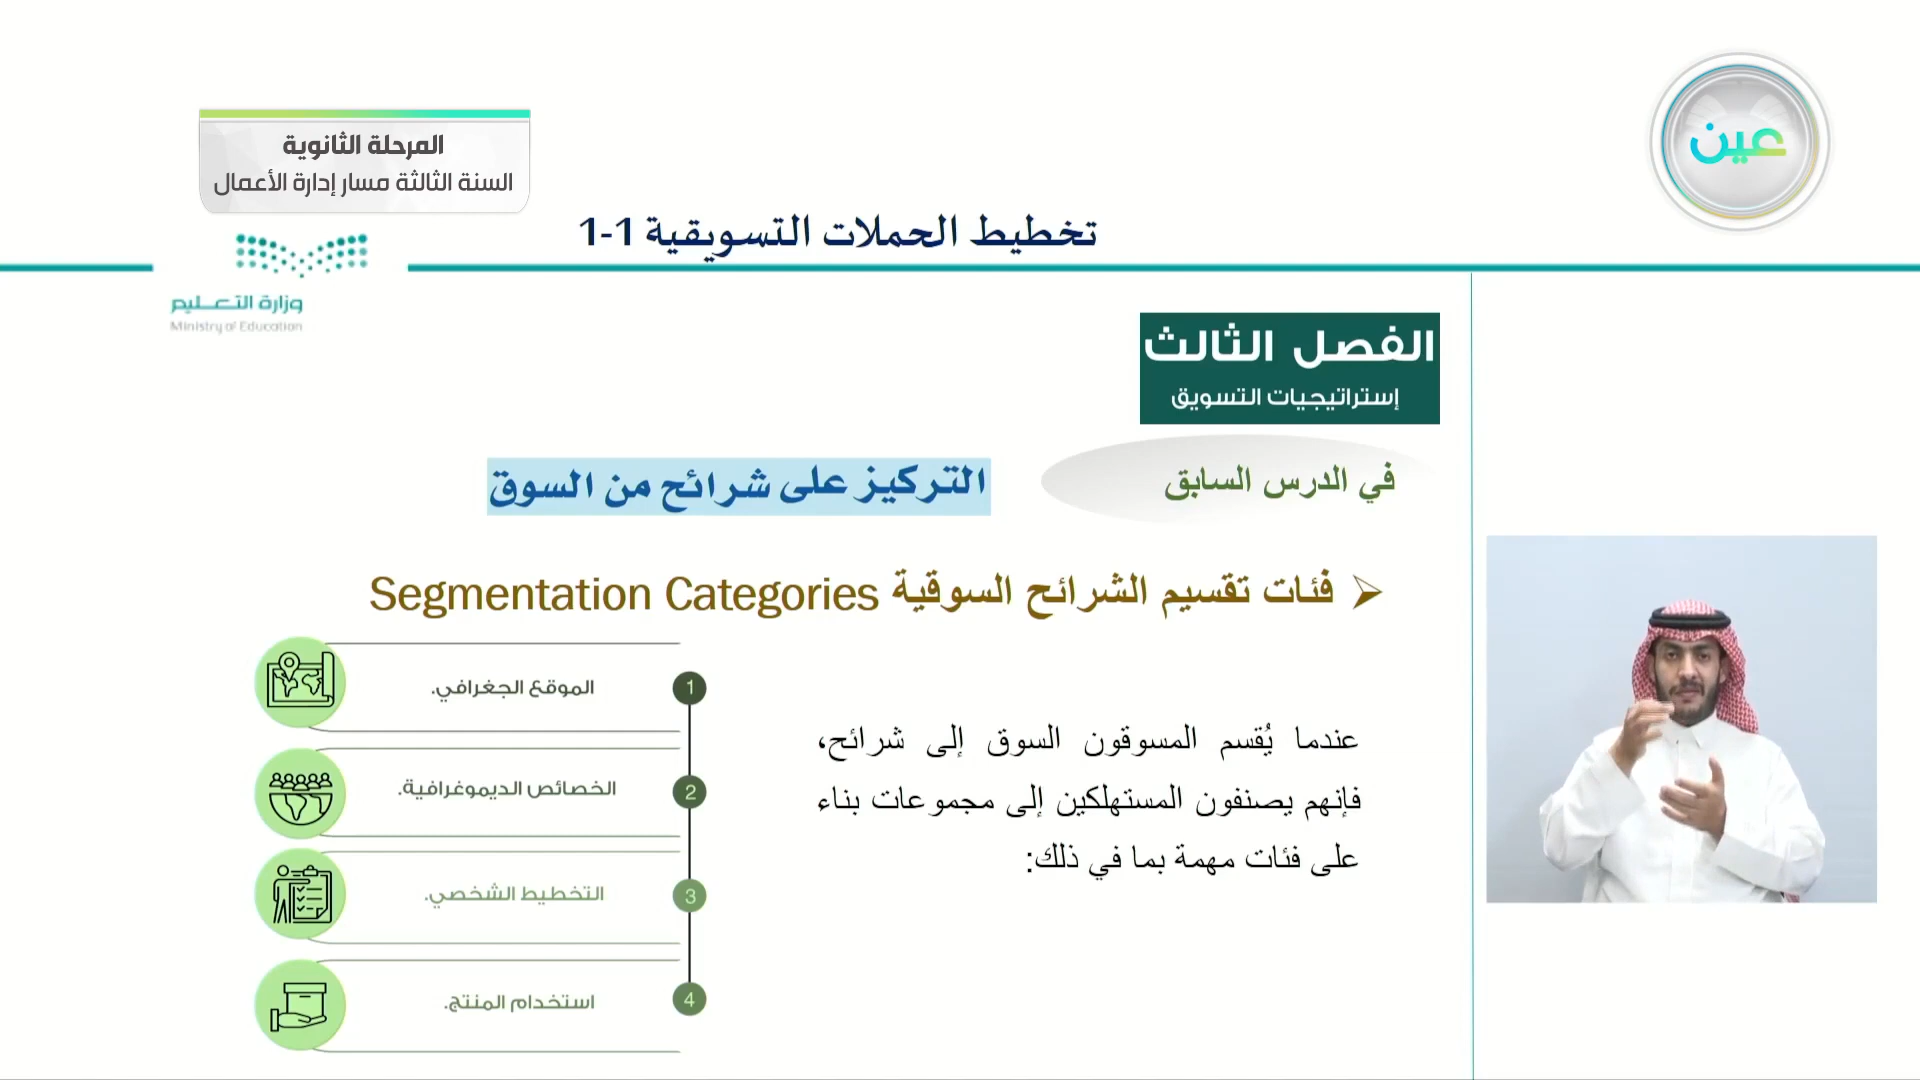 عين
المرحلة الثانوية
السنة الثالثة مسار إدارة الأعمال
تخطيط الحملات التسويقية 1-1
وزارة التعليم
Ministry of Education
الفصل الثالث
إستراتيجيات التسويق
في الدرس السابق
التركيز على شرائح من السوق
فئات تقسيم الشرائح السوقية Segmentation Categories
عندما يُقسم المسوقون السوق إلى شرائح،
فإنهم يصنفون المستهلكين إلى مجموعات بناء
على فئات مهمة بما في ذلك:
1 الموقع الجغرافي.
2 الخصائص الديموغرافية.
3 التخطيط الشخصي.
4 استخدام المنتج.